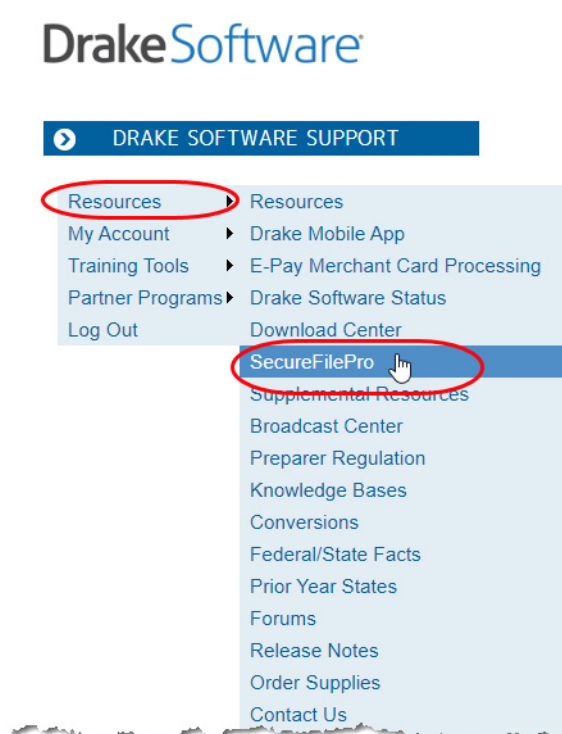 Drake Software
DRAKE SOFTWARE SUPPORT
Resources
My Account
Training Tools
Partner Programs
Log Out
Resources
Drake Mobile App
E-Pay Merchant Card Processing
Drake Software Status
Download Center
SecureFilePro
Supplemental Resources
Broadcast Center
Preparer Regulation
Knowledge Bases
Conversions
Federal/State Facts
Prior Year States
Forums
Release Notes
Order Supplies
Contact Us